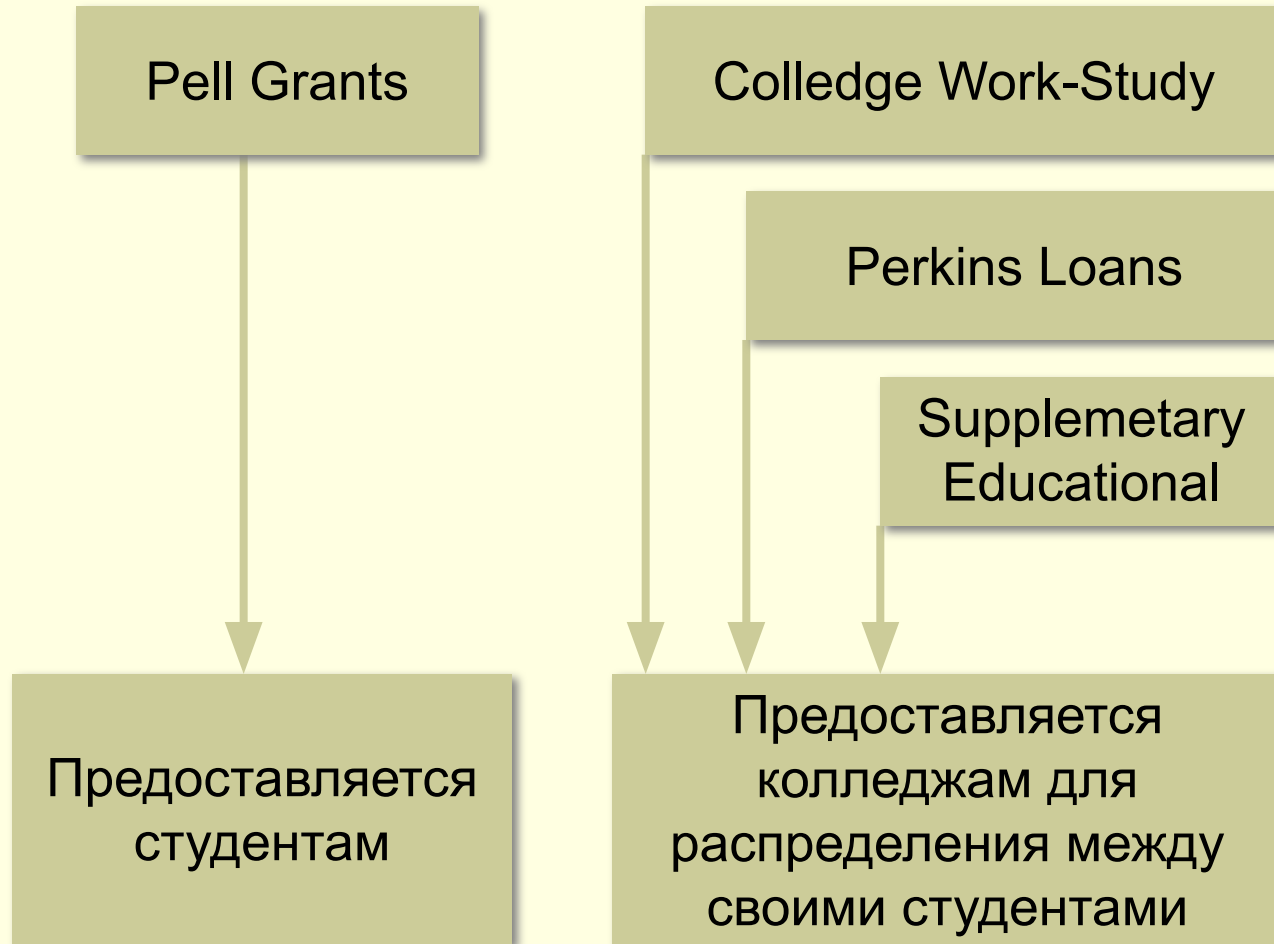 Pell Grants
Colledge Work-Study
Perkins Loans
Supplemetary
Educational
Предоставляется
студентам
Предоставляется
колледжам для
распределения между
своими студентами